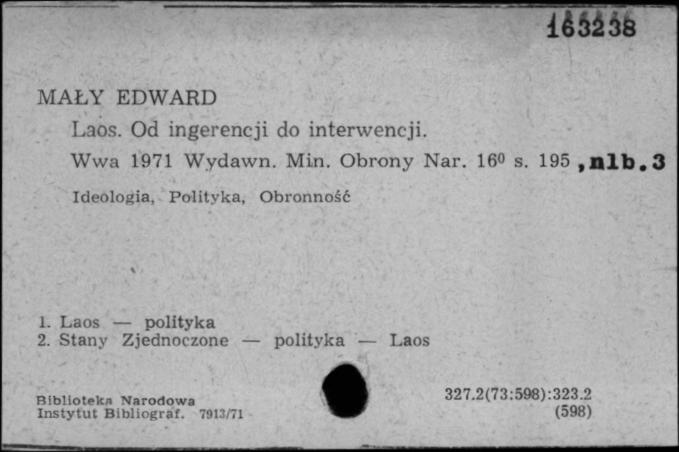 163238
MAŁY EDWARD
Laos. Od ingerencji do interwencji.
Wwa 1971 Wydawn. Min. Obrony Nar. 16⁰ s. 195 , nlb. 3
Ideologia, Polityka, Obronność
1. Laos — polityka
2. Stany Zjednoczone — polityka — Laos
Biblioteka Narodowa
Instytut Bibliograf. 7913/71
327.2(73:598):323.2
(598)